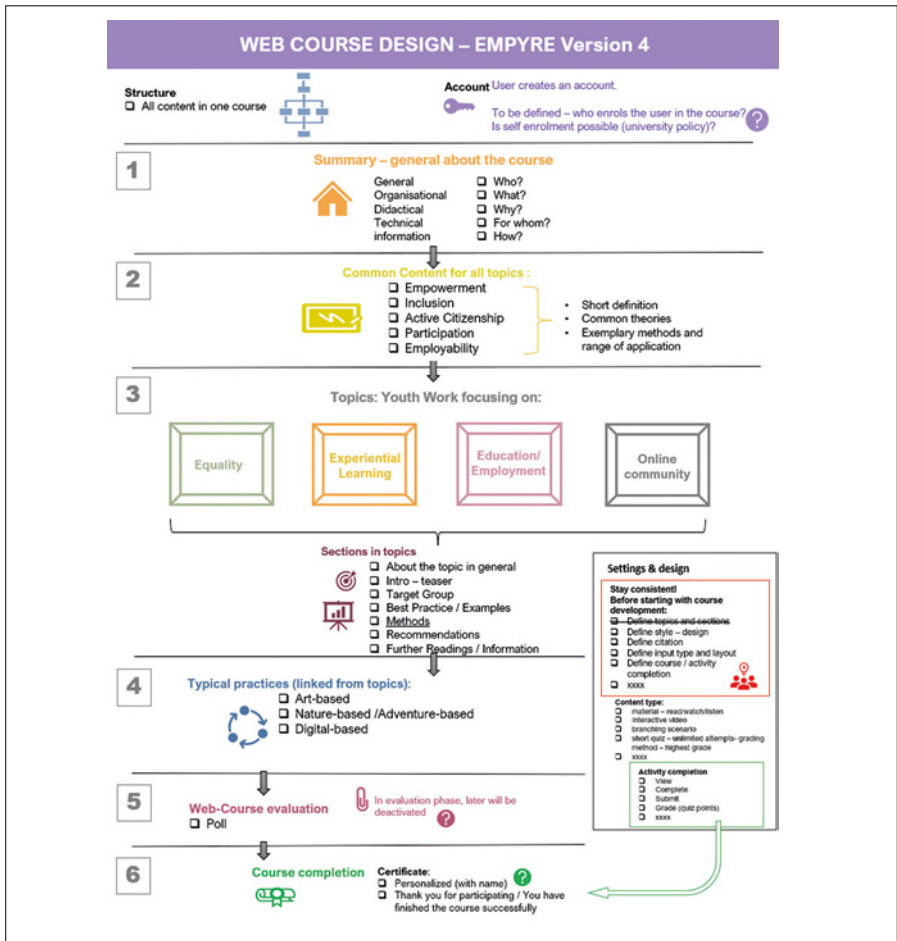 WEB COURSE DESIGN – EMPYRE Version 4
Structure
❑ All content in one course
Account User creates an account.
To be defined – who enrols the user in the course?
Is self enrolment possible (university policy)?
?
1
Summary – general about the course
General
Organisational
Didactical
Technical
information
❑ Who?
❑ What?
❑ Why?
❑ For whom?
❑ How?
2
Common Content for all topics :
❑ Empowerment
❑ Inclusion
❑ Active Citizenship
❑ Participation
❑ Employability
• Short definition
• Common theories
• Exemplary methods and
range of application
3
Topics: Youth Work focusing on:
Equality
Experiential
Learning
Education/
Employment
Online
community
Sections in topics
❑ About the topic in general
❑ Intro – teaser
❑ Target Group
❑ Best Practice / Examples
❑ Methods
❑ Recommendations
❑ Further Readings / Information
Settings & design
Stay consistent!
Before starting with course
development:
❑ Define topics and sections
❑ Define style – design
❑ Define citation
❑ Define input type and layout
❑ Define course / activity
completion
❑ xxxx
Content type:
❑ material – read/watch/listen
❑ interactive video
❑ branching scenario
❑ short quiz – unlimited attempts- grading
method – highest grade
❑ xxxx
Activity completion
❑ View
❑ Complete
❑ Submit
❑ Grade (quiz points)
❑ xxxx
4
Typical practices (linked from topics):
❑ Art-based
❑ Nature-based /Adventure-based
❑ Digital-based
5
Web-Course evaluation
❑ Poll
In evaluation phase, later will be
deactivated
?
6
Course completion
Certificate:
❑ Personalized (with name)
?
❑ Thank you for participating / You have
finished the course successfully